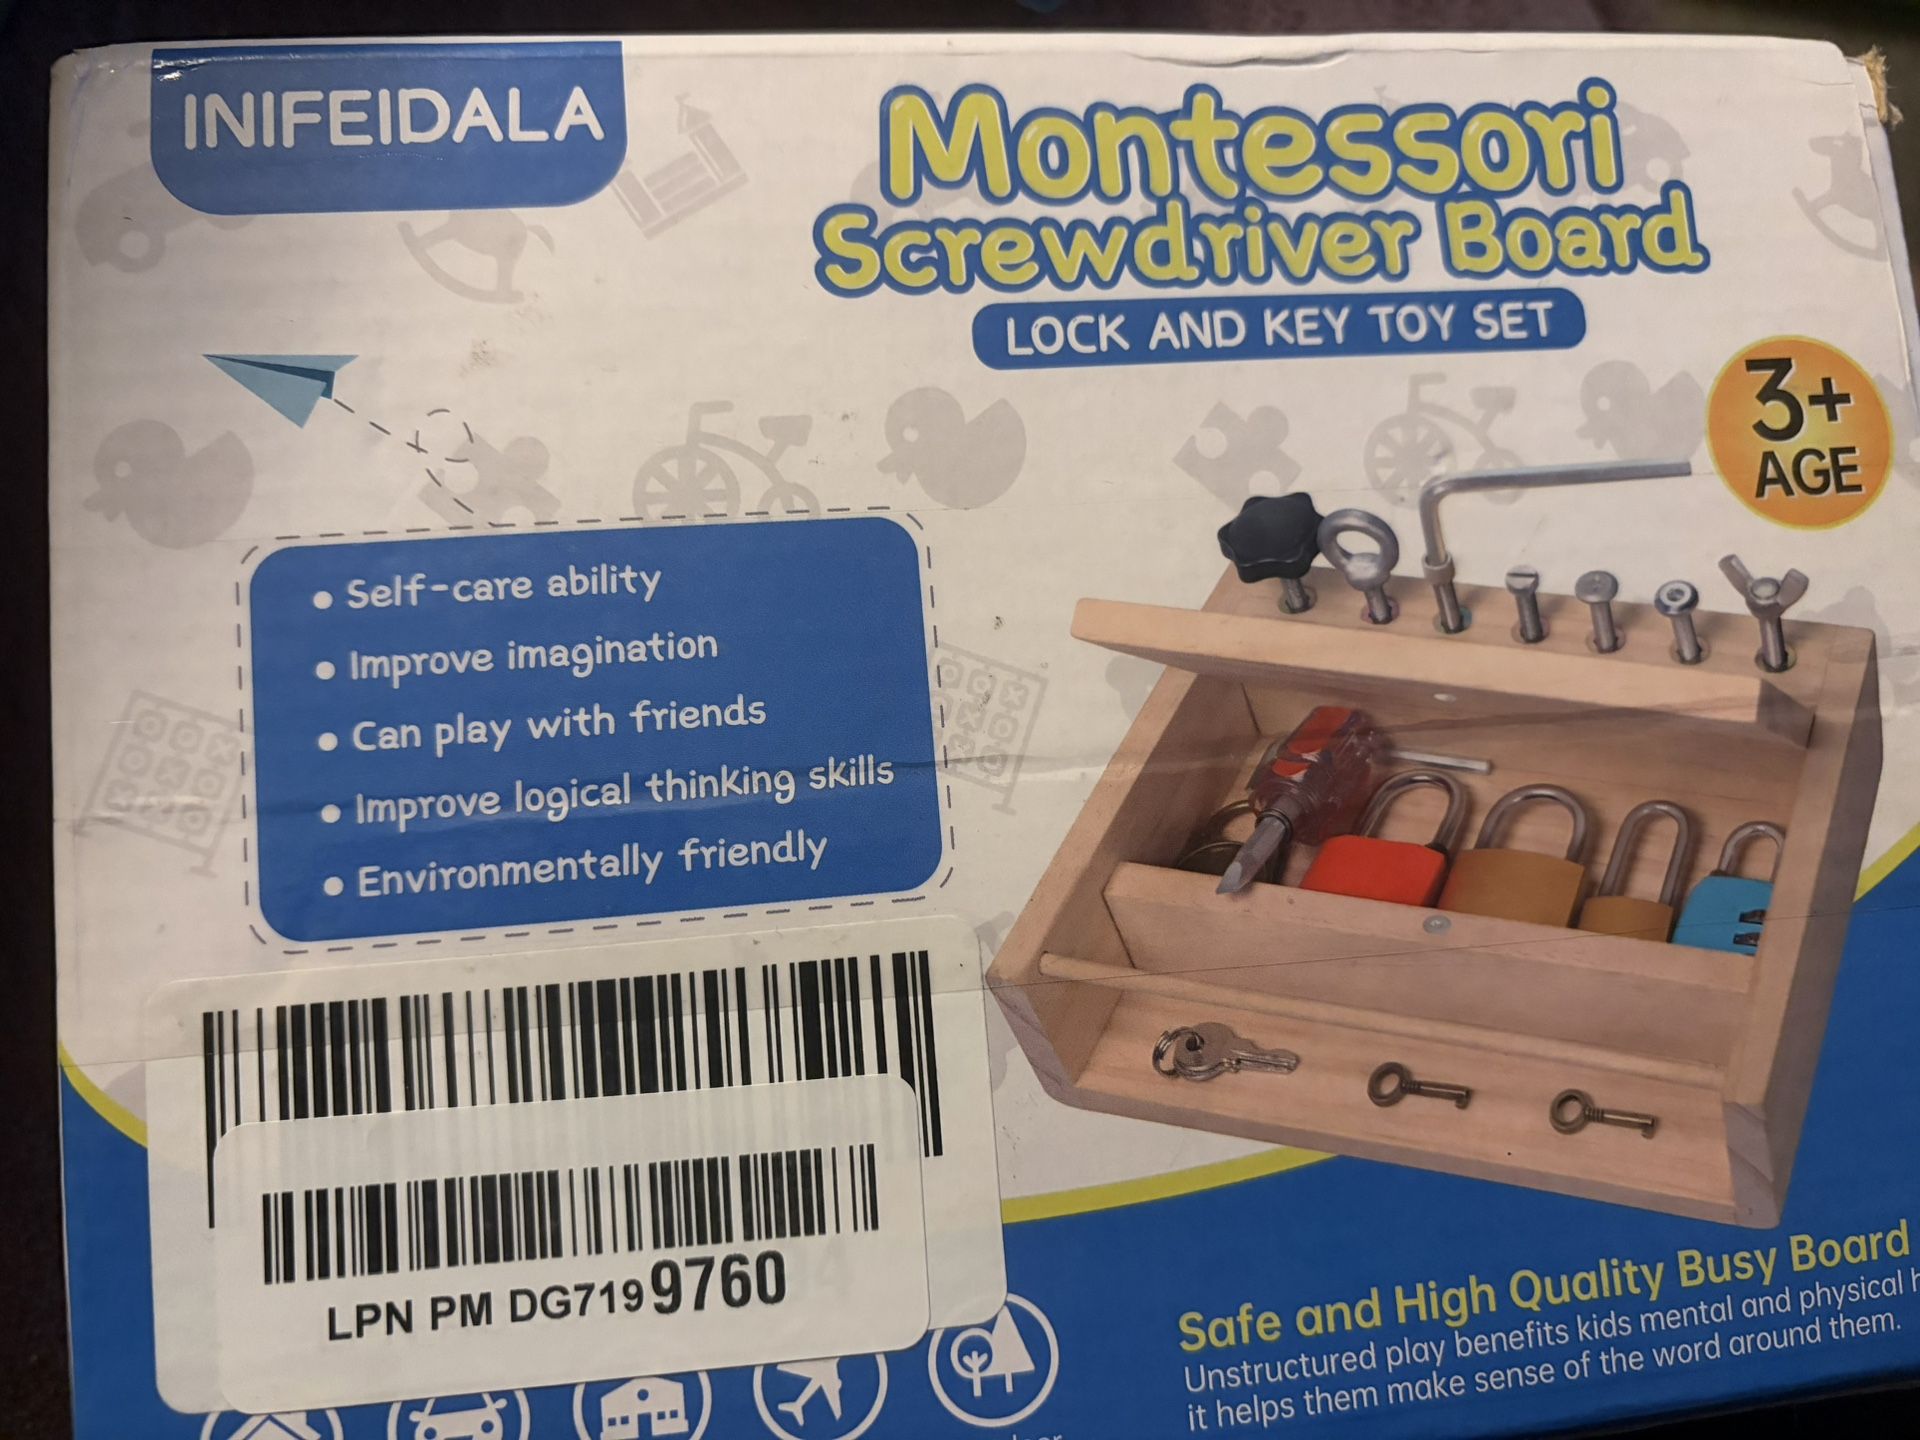 INIFEIDALA
Montessori
Screwdriver Board
LOCK AND KEY TOY SET
3+
AGE
• Self-care ability
• Improve imagination
• Can play with friends
• Improve logical thinking skills
• Environmentally friendly
LPN PM DG7199760
Safe and High Quality Busy Board
Unstructured play benefits kids mental and physical
it helps them make sense of the word around them.